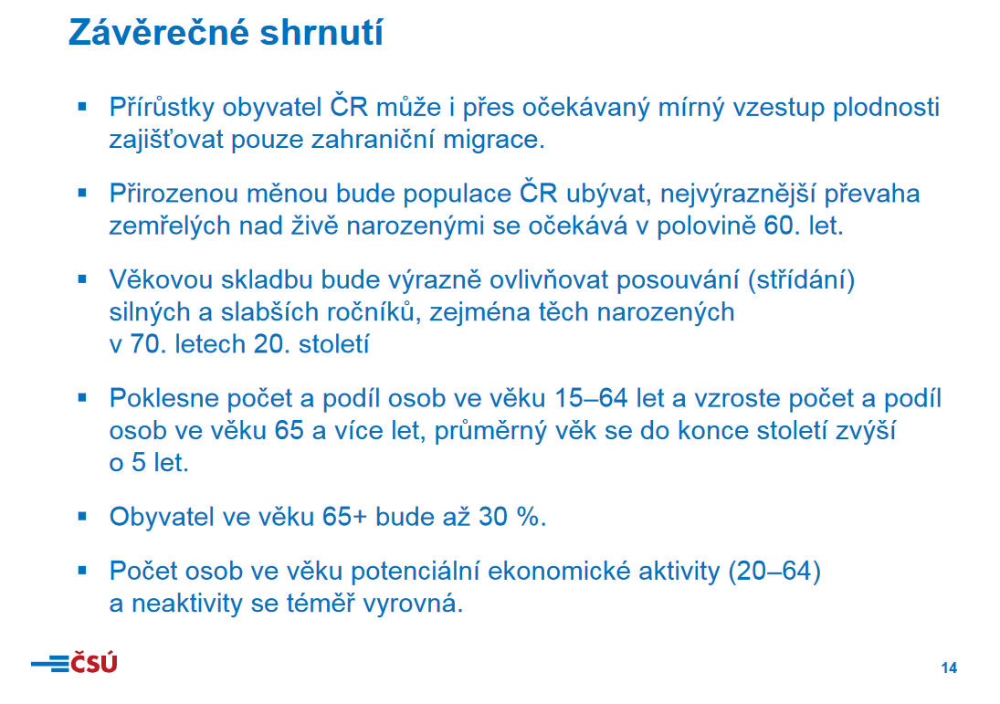 Závěrečné shrnutí
▪ Přírůstky obyvatel ČR může i přes očekávaný mírný vzestup plodnosti
zajišťovat pouze zahraniční migrace.
▪ Přirozenou měnou bude populace ČR ubývat, nejvýraznější převaha
zemřelých nad živě narozenými se očekává v polovině 60. let.
▪ Věkovou skladbu bude výrazně ovlivňovat posouvání (střídání)
silných a slabších ročníků, zejména těch narozených
v 70. letech 20. století
▪ Poklesne počet a podíl osob ve věku 15–64 let a vzroste počet a podíl
osob ve věku 65 a více let, průměrný věk se do konce století zvýší
o 5 let.
▪ Obyvatel ve věku 65+ bude až 30 %.
▪ Počet osob ve věku potenciální ekonomické aktivity (20–64)
a neaktivity se téměř vyrovná.
ČSÚ
14